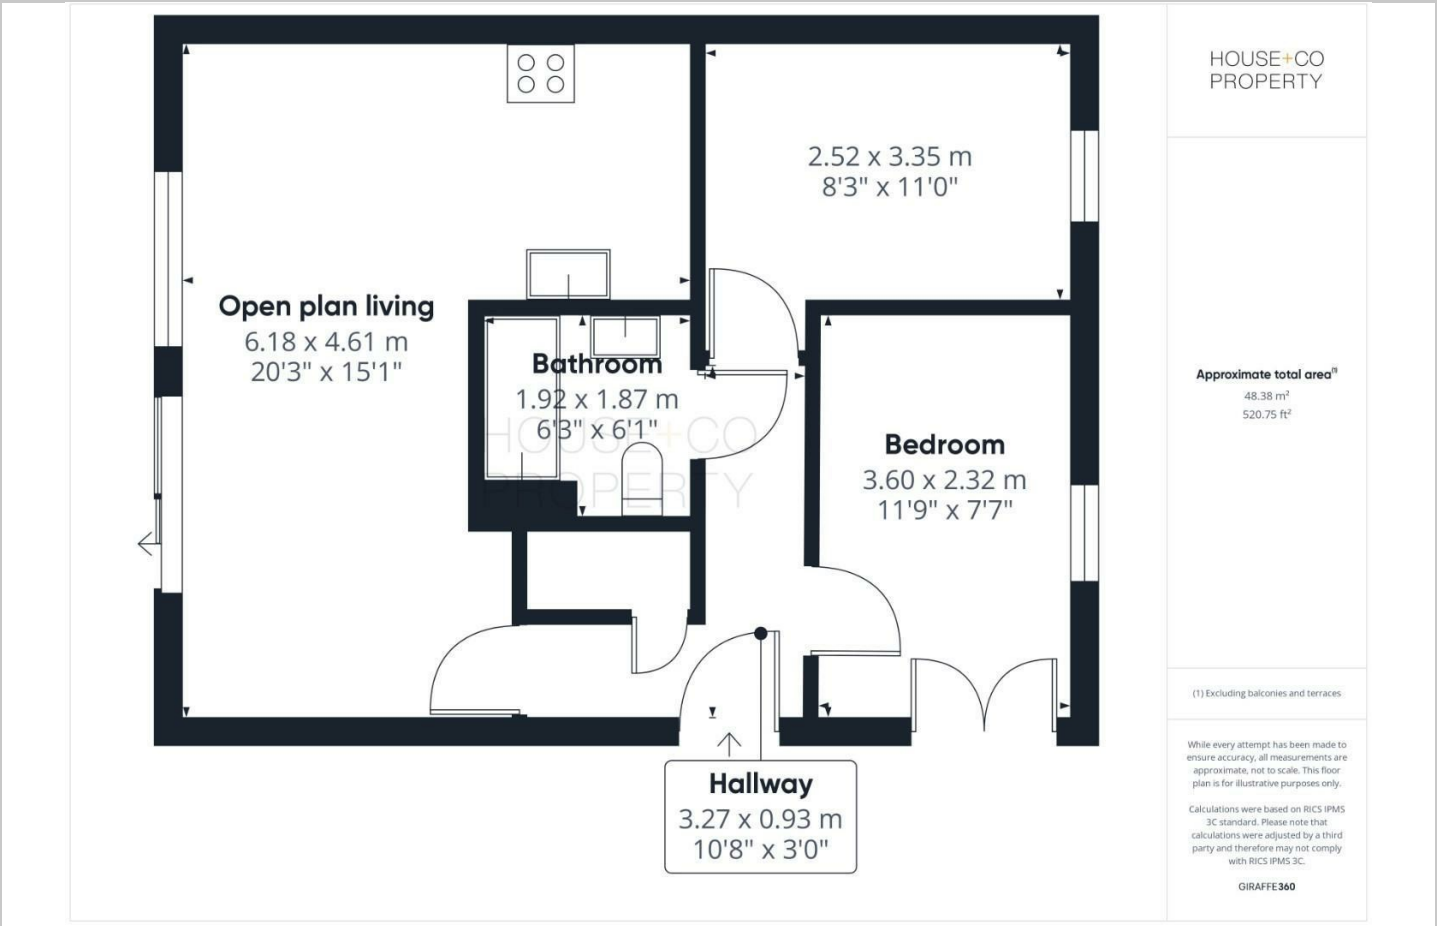 HOUSE+CO
PROPERTY
2.52 x 3.35 m
8'3" x 11'0"
Open plan living
6.18 x 4.61 m
20'3" x 15'1"
Bathroom
1.92 x 1.87 m
6'3" x 6'1"
HOUSE+CO
PROPERTY
Bedroom
3.60 x 2.32 m
11'9" x 7'7"
Hallway
3.27 x 0.93 m
10'8" x 3'0"
Approximate total area(1)
48.38 m²
520.75 ft²
(1) Excluding balconies and terraces
While every attempt has been made to
ensure accuracy, all measurements are
approximate, not to scale. This floor
plan is for illustrative purposes only.
Calculations were based on RICS IPMS
3C standard. Please note that
calculations were adjusted by a third
party and therefore may not comply
with RICS IPMS 3C.
GIRAFFE360